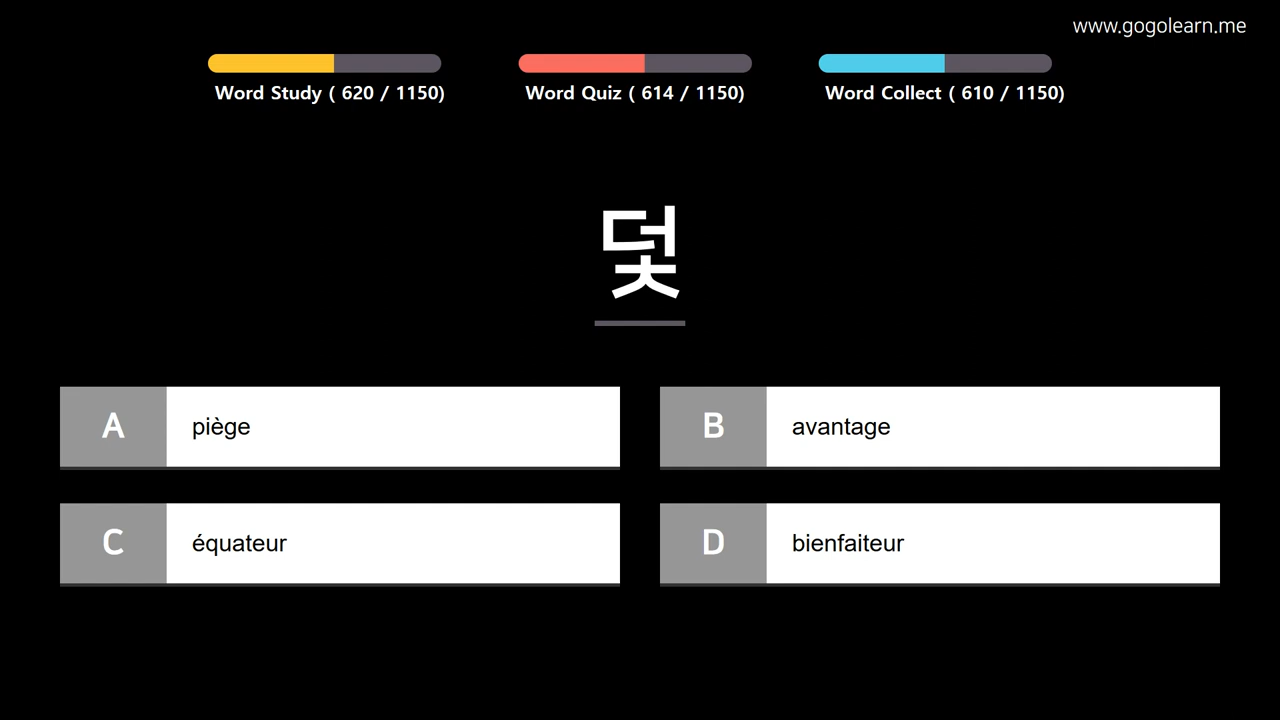 www.gogolearn.me
Word Study ( 620 / 1150)
Word Quiz ( 614 / 1150)
Word Collect ( 610 / 1150)
덫
A piège
B avantage
C équateur
D bienfaiteur